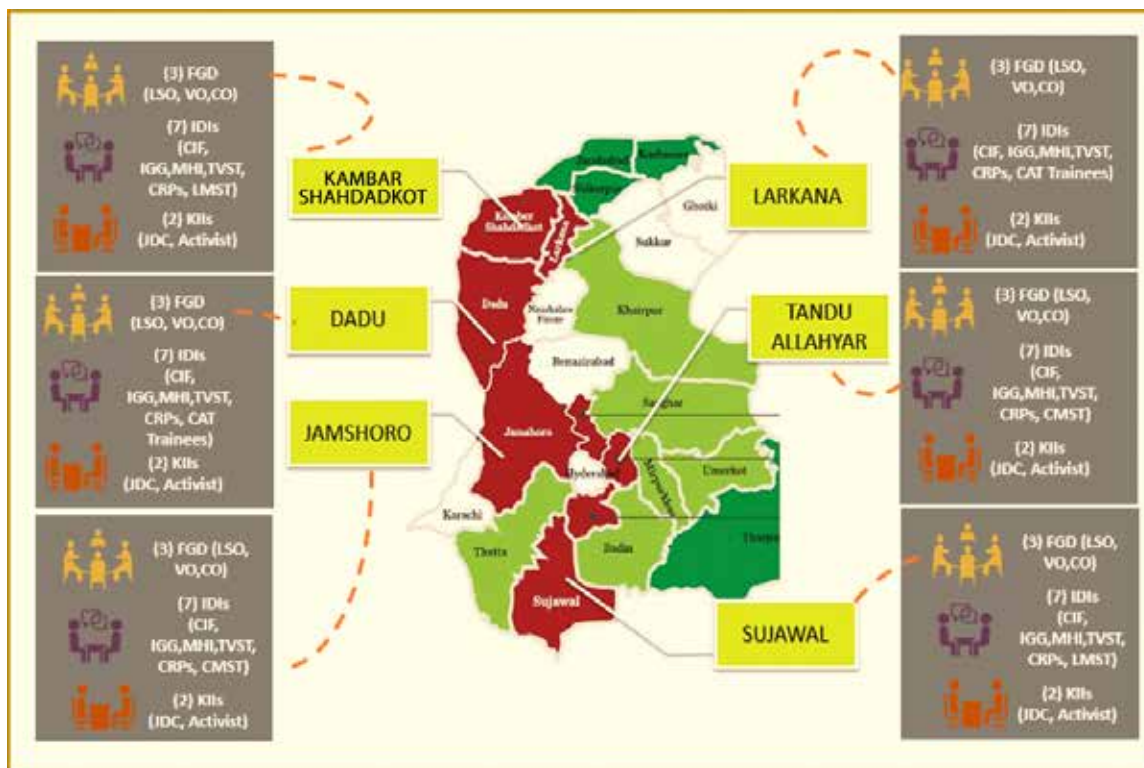 (3) FGD
(LSO, VO,CO)
(7) IDIs
(CIF,
IGG,MHI,TVST,
CRPs, LMST)
(2) KIIs
(JDC, Activist)
(3) FGD
(LSO, VO,CO)
(7) IDIs
(CIF,
IGG,MHI,TVST,
CRPs, CAT
Trainees)
(2) KIIs
(JDC, Activist)
(3) FGD (LSO,
VO,CO)
(7) IDIs
(CIF,
IGG,MHI,TVST,
CRPs, CMST)
(2) KIIs
(JDC, Activist)
KAMBAR
SHAHDADKOT
DADU
JAMSHORO
Ghotki
Sukkur
Kamber
Shahdadkot
Larkana
Dadu
Khairpur
Benazirabad
Sanghar
Jamshoro
Hyderabad
Mirpurkhas
Umerkot
Karachi
Thatta
Badin
Sujawal
LARKANA
TANDU
ALLAHYAR
SUJAWAL
(3) FGD (LSO,
VO,CO)
(7) IDIs
(CIF, IGG,MHI,TVST,
CRPs, CAT Trainees)
(2) KIIs
(JDC, Activist)
(3) FGD (LSO,
VO,CO)
(7) IDIs
(CIF,
IGG,MHI,TVST,
CRPs, CMST)
(2) KIIs
(JDC, Activist)
(3) FGD (LSO,
VO,CO)
(7) IDIs
(CIF,
IGG,MHI,TVST,
CRPs, LMST)
(2) KIIs
(JDC, Activist)